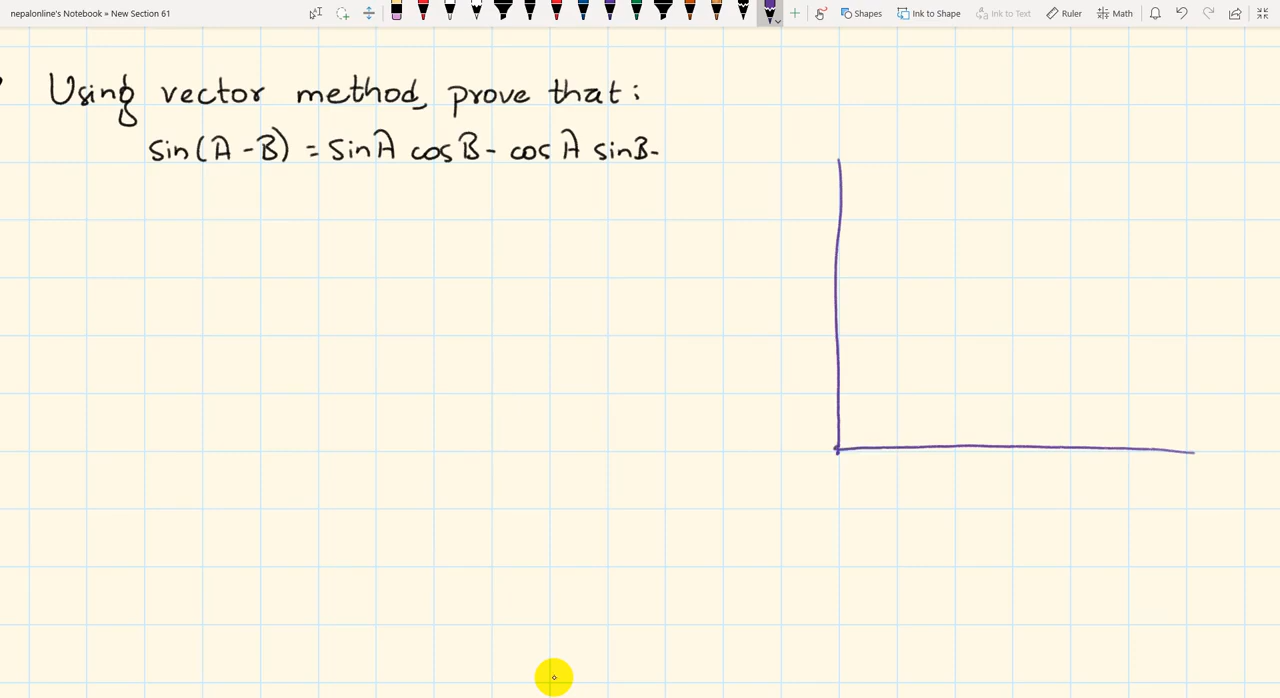 nepalonline's Notebook » New Section 61
Shapes Ink to Shape Ink to Text Ruler Math
Using vector method, prove that :
sin(A - B) = sinA cosB - cosA sinB-